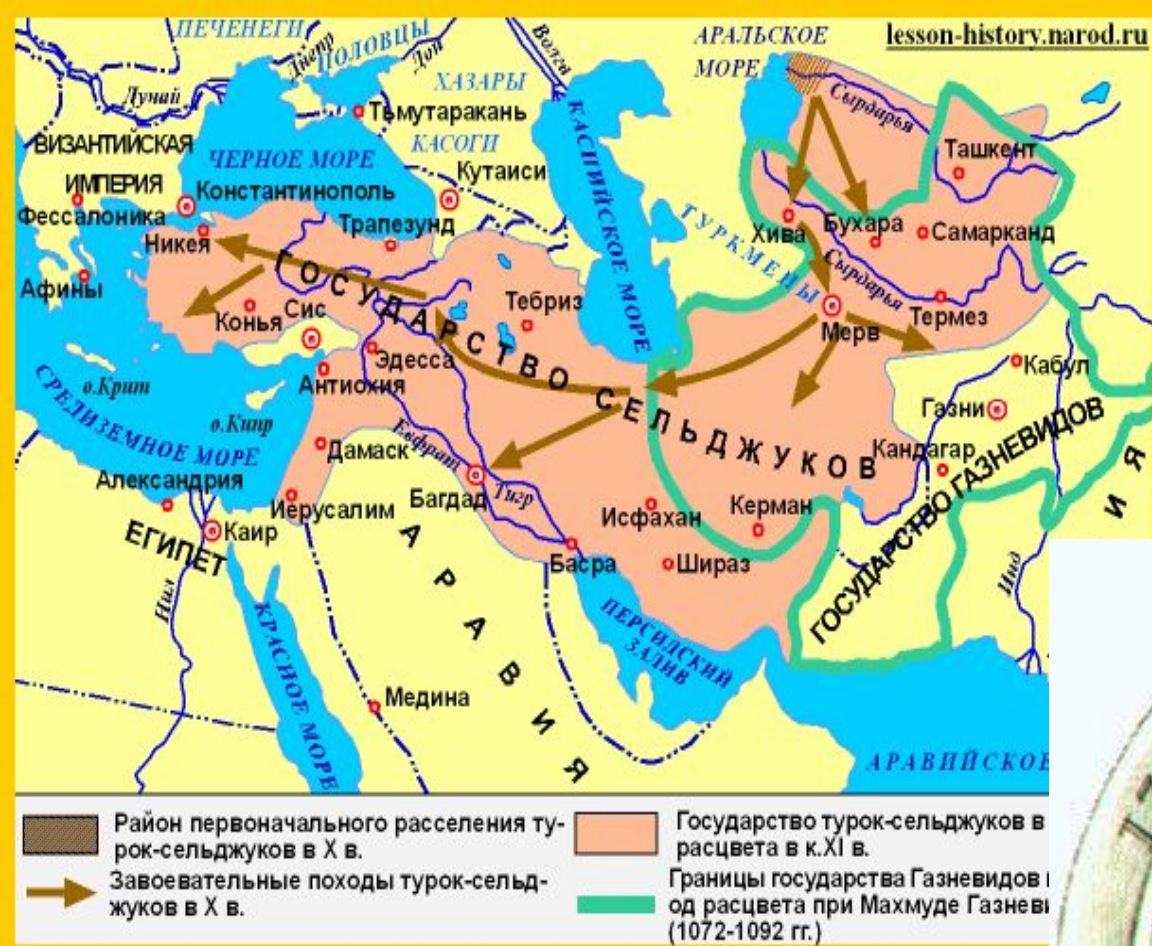 lesson-history.narod.ru
ПЕЧЕНЕГИ
Днепр
ПОЛОВЦЫ
Дон
Волга
АРАЛЬСКОЕ
МОРЕ
ХАЗАРЫ
Дунай
Тьмутаракань
Сырдарья
КАСОГИ
Ташкент
ВИЗАНТИЙСКАЯ
ИМПЕРИЯ
ЧЕРНОЕ МОРЕ
КАСПИЙСКОЕ МОРЕ
Кутаиси
Константинополь
Фессалоника
Никея
Трапезунд
ТУРКМЕНЫ
Хива
Бухара
Самарканд
Сырдарья
Афины
ГОСУДАРСТВО СЕЛЬДЖУКОВ
Конья
Сис
Тебриз
Мерв
Термез
Эдесса
Кабул
о.Крит
Антиохия
СРЕДИЗЕМНОЕ МОРЕ
о.Кипр
Газни
Дамаск
Евфрат
Кандагар
ГОСУДАРСТВО ГАЗНЕВИДОВ
Александрия
Иерусалим
Багдад
Тигр
Исфахан
Керман
ИЯ
Каир
ЕГИПЕТ
АРАВИЯ
Басра
Шираз
Инд
Нил
КРАСНОЕ МОРЕ
ПЕРСИДСКИЙ
ЗАЛИВ
Медина
АРАВИЙСКОЕ
Район первоначального расселения ту-
рок-сельджуков в X в.
Завоевательные походы турок-сельд-
жуков в X в.
Государство турок-сельджуков в
расцвета в к.XI в.
Границы государства Газневидов
од расцвета при Махмуде Газневи
(1072-1092 гг.)